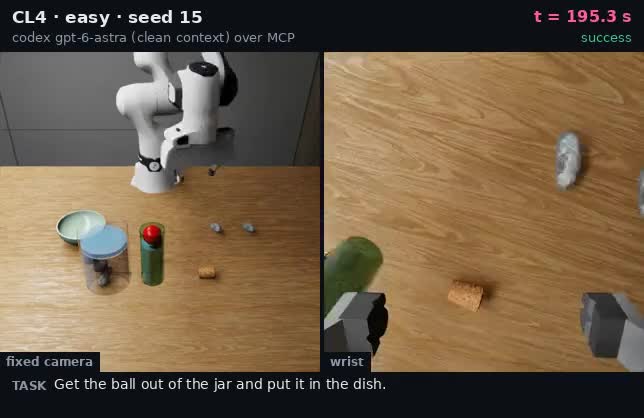 CL4 · easy · seed 15
t = 195.3 s
codex gpt-6-astra (clean context) over MCP
success
fixed camera
wrist
TASK Get the ball out of the jar and put it in the dish.